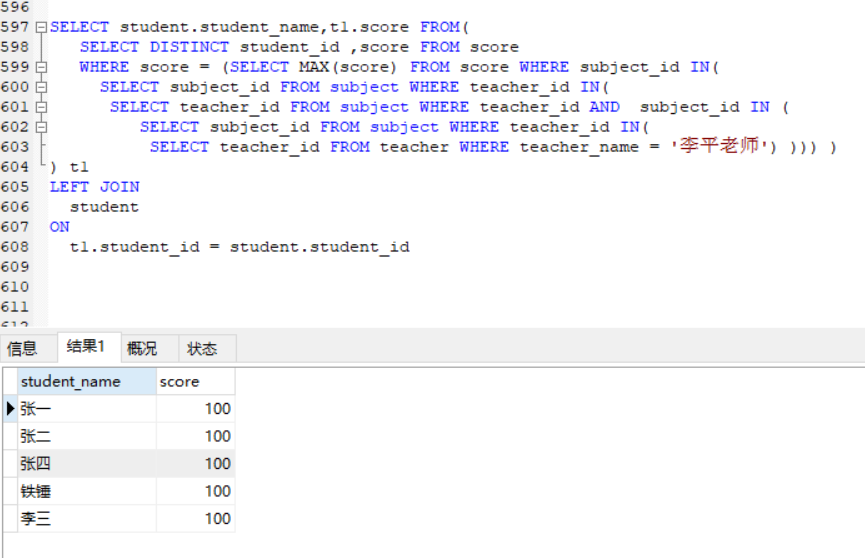 596
597 SELECT student.student_name,t1.score FROM(
598 SELECT DISTINCT student_id ,score FROM score
599 WHERE score = (SELECT MAX(score) FROM score WHERE subject_id IN(
600 SELECT subject_id FROM subject WHERE teacher_id IN(
601 SELECT teacher_id FROM subject WHERE teacher_id AND  subject_id IN (
602 SELECT subject_id FROM subject WHERE teacher_id IN(
603 SELECT teacher_id FROM teacher WHERE teacher_name = '李平老师') ))) )
604 ) t1
605 LEFT JOIN
606 student
607 ON
608 t1.student_id = student.student_id
609
610
611
612
信息 结果1 概况 状态
student_name score
张一 100
张二 100
张四 100
铁锤 100
李三 100